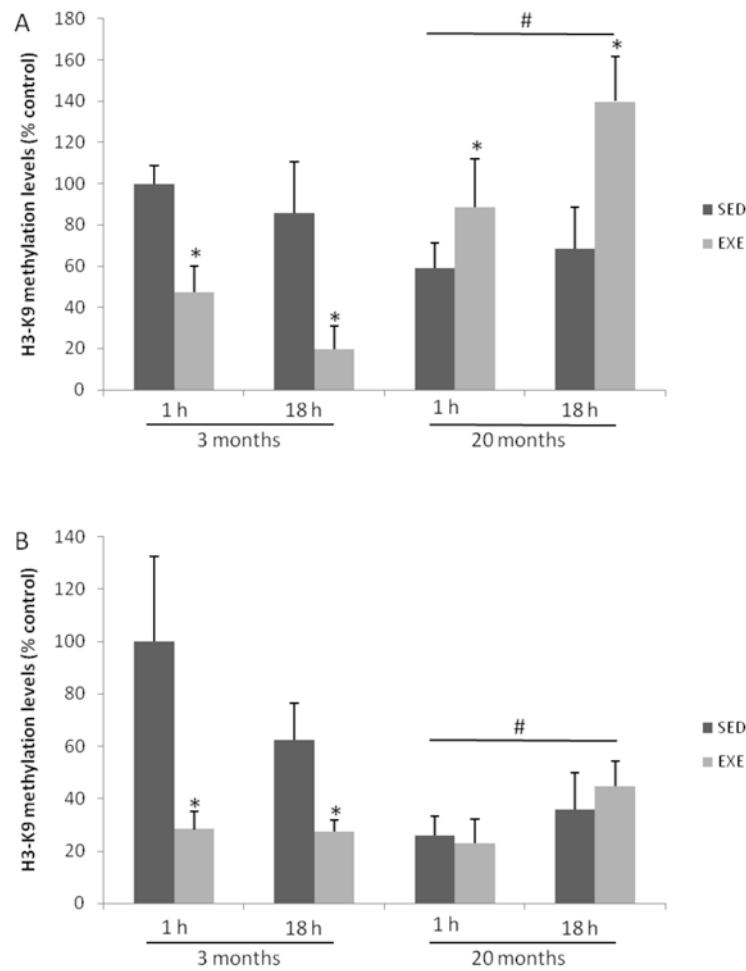 A
H3-K9 methylation levels (% control)
180
160
140
120
100
80
60
40
20
0
#
*
*
*
*
1 h
18 h
1 h
18 h
3 months
20 months
SED
EXE
B
H3-K9 methylation levels (% control)
140
120
100
80
60
40
20
0
#
*
*
1 h
18 h
1 h
18 h
3 months
20 months
SED
EXE